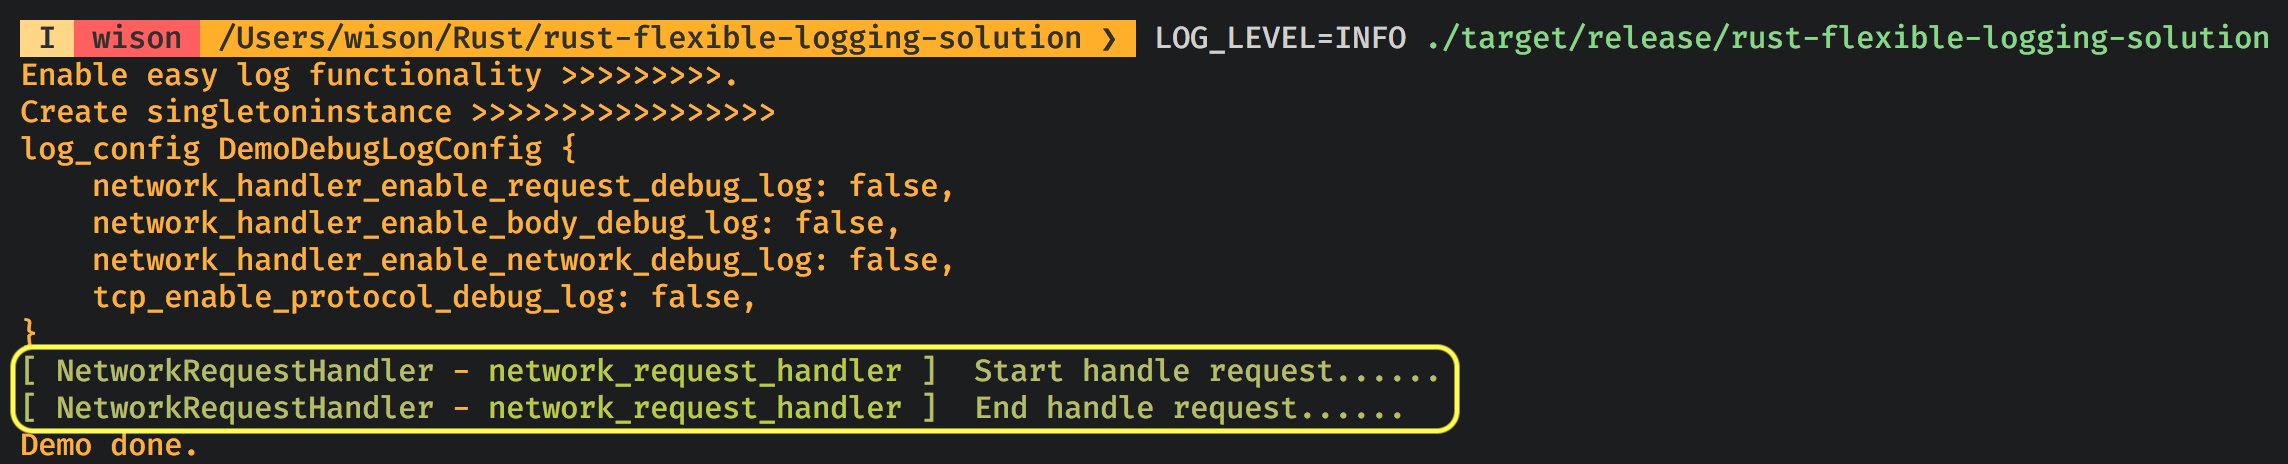 I wison /Users/wison/Rust/rust-flexible-logging-solution ❯ LOG_LEVEL=INFO ./target/release/rust-flexible-logging-solution
Enable easy log functionality >>>>>>>>>.
Create singletoninstance >>>>>>>>>>>>>>>>>
log_config DemoDebugLogConfig {
    network_handler_enable_request_debug_log: false,
    network_handler_enable_body_debug_log: false,
    network_handler_enable_network_debug_log: false,
    tcp_enable_protocol_debug_log: false,
}
[ NetworkRequestHandler - network_request_handler ]  Start handle request......
[ NetworkRequestHandler - network_request_handler ]  End handle request......
Demo done.